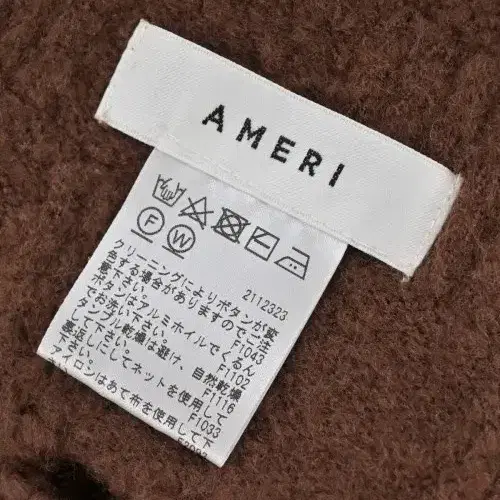 AMERI
F W
2112323
クリーニングによりボタンが変
色する場合がありますのでご注
意下さい。 F1043
ボタンはアルミホイルでくるん
でお洗い下さい。 F1102
タンブル乾燥は避け、自然乾燥
して下さい。 F1116
裏返しにしてネットを使用して
下さい。 F1033
アイロンはあて布を使用して下